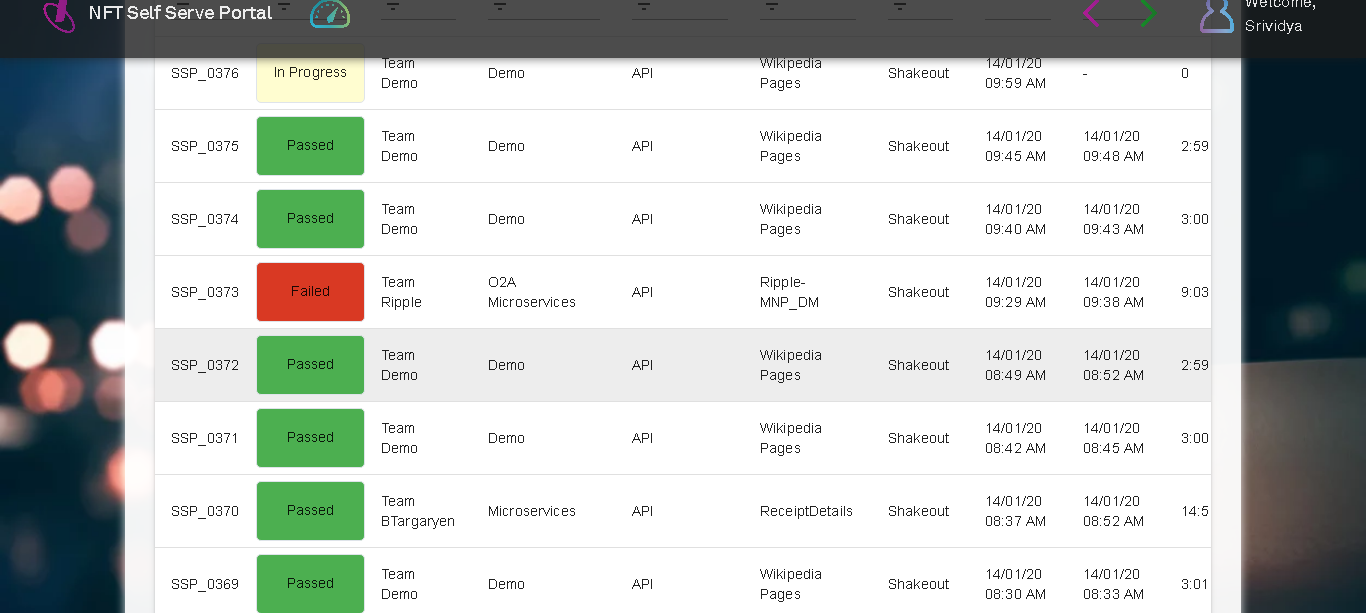 NFT Self Serve Portal
Welcome,
Srividya
SSP_0376 In Progress Team Demo Demo API Wikipedia Pages Shakeout 14/01/20 09:59 AM - 0
SSP_0375 Passed Team Demo Demo API Wikipedia Pages Shakeout 14/01/20 09:45 AM 14/01/20 09:48 AM 2:59
SSP_0374 Passed Team Demo Demo API Wikipedia Pages Shakeout 14/01/20 09:40 AM 14/01/20 09:43 AM 3:00
SSP_0373 Failed Team Ripple O2A Microservices API Ripple-MNP_DM Shakeout 14/01/20 09:29 AM 14/01/20 09:38 AM 9:03
SSP_0372 Passed Team Demo Demo API Wikipedia Pages Shakeout 14/01/20 08:49 AM 14/01/20 08:52 AM 2:59
SSP_0371 Passed Team Demo Demo API Wikipedia Pages Shakeout 14/01/20 08:42 AM 14/01/20 08:45 AM 3:00
SSP_0370 Passed Team BTargaryen Microservices API ReceiptDetails Shakeout 14/01/20 08:37 AM 14/01/20 08:52 AM 14:5
SSP_0369 Passed Team Demo Demo API Wikipedia Pages Shakeout 14/01/20 08:30 AM 14/01/20 08:33 AM 3:01